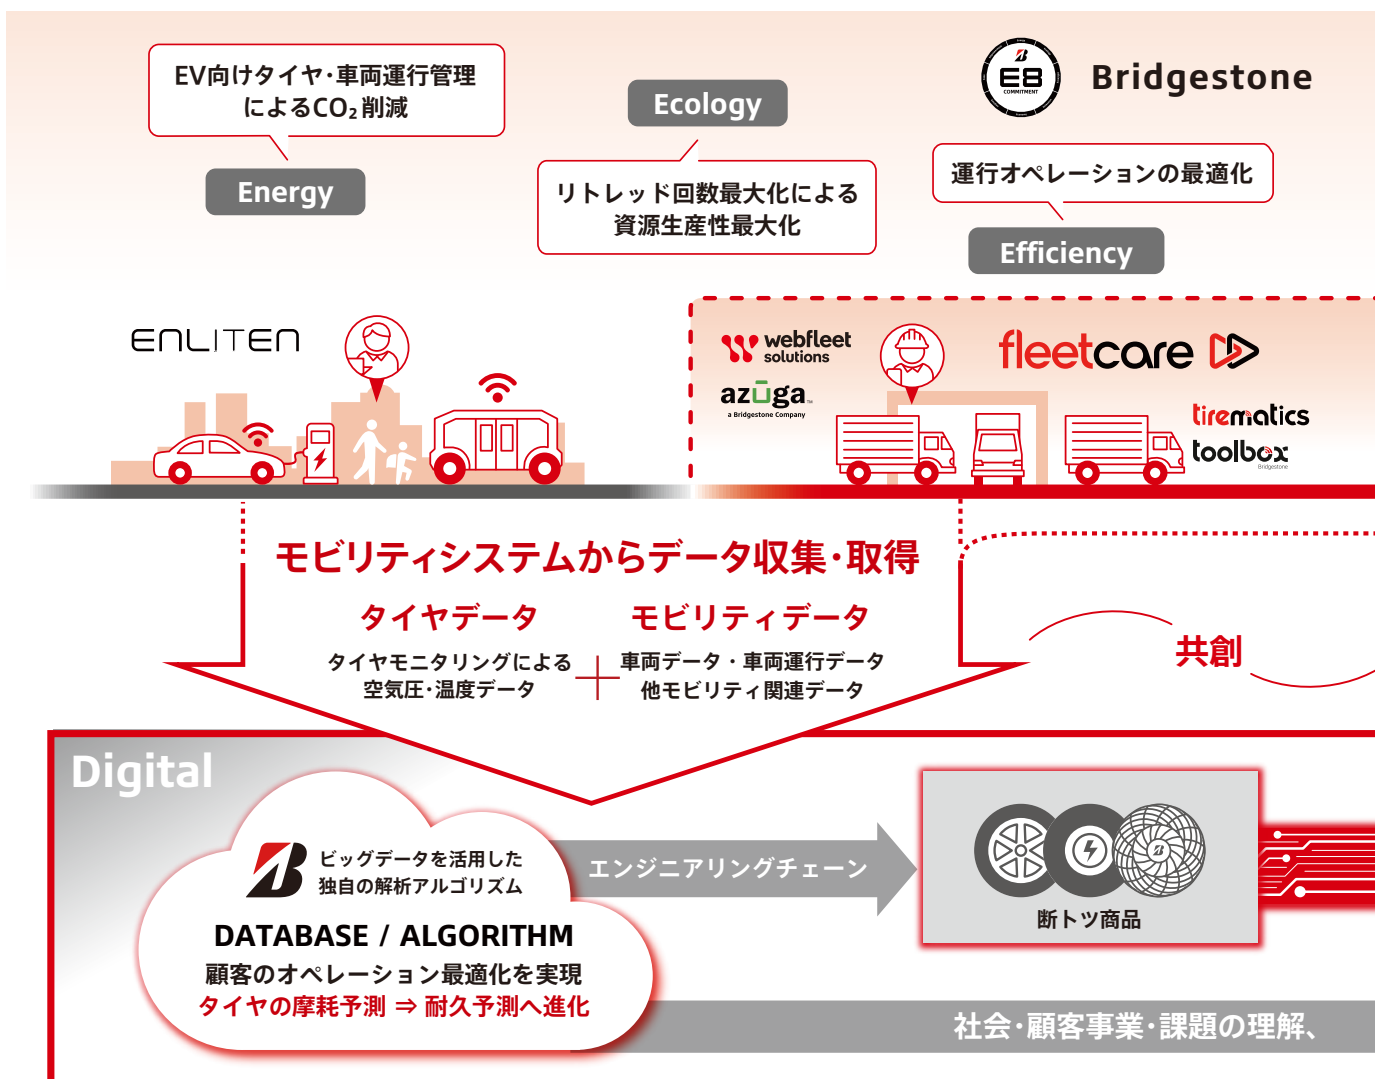 EV向けタイヤ・車両運行管理
によるCO₂削減
Energy
Ecology
リトレッド回数最大化による
資源生産性最大化
E8
COMMITMENT
Bridgestone
運行オペレーションの最適化
Efficiency
ENLITEN
webfleet
solutions
azuga
a Bridgestone Company
fleetcare
tirematics
toolbox
Bridgestone
モビリティシステムからデータ収集・取得
タイヤデータ
モビリティデータ
タイヤモニタリングによる
空気圧・温度データ
車両データ・車両運行データ
他モビリティ関連データ
共創
Digital
ビッグデータを活用した
独自の解析アルゴリズム
DATABASE / ALGORITHM
顧客のオペレーション最適化を実現
タイヤの摩耗予測 ⇒ 耐久予測へ進化
エンジニアリングチェーン
断トツ商品
社会・顧客事業・課題の理解、